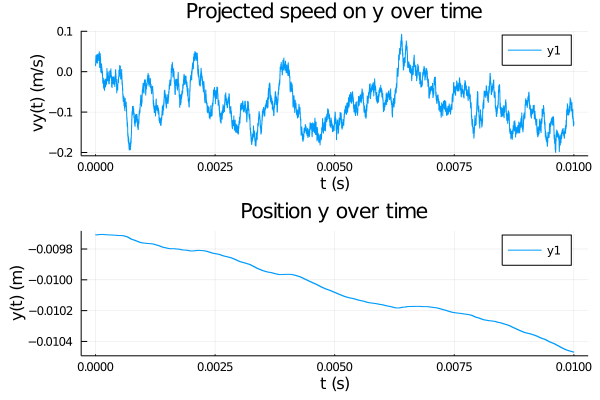 Projected speed on y over time
vy(t) (m/s)
0.1
0.0
−0.1
−0.2
y1
0.0000 0.0025 0.0050 0.0075 0.0100
t (s)
Position y over time
y(t) (m)
−0.0098
−0.0100
−0.0102
−0.0104
y1
0.0000 0.0025 0.0050 0.0075 0.0100
t (s)